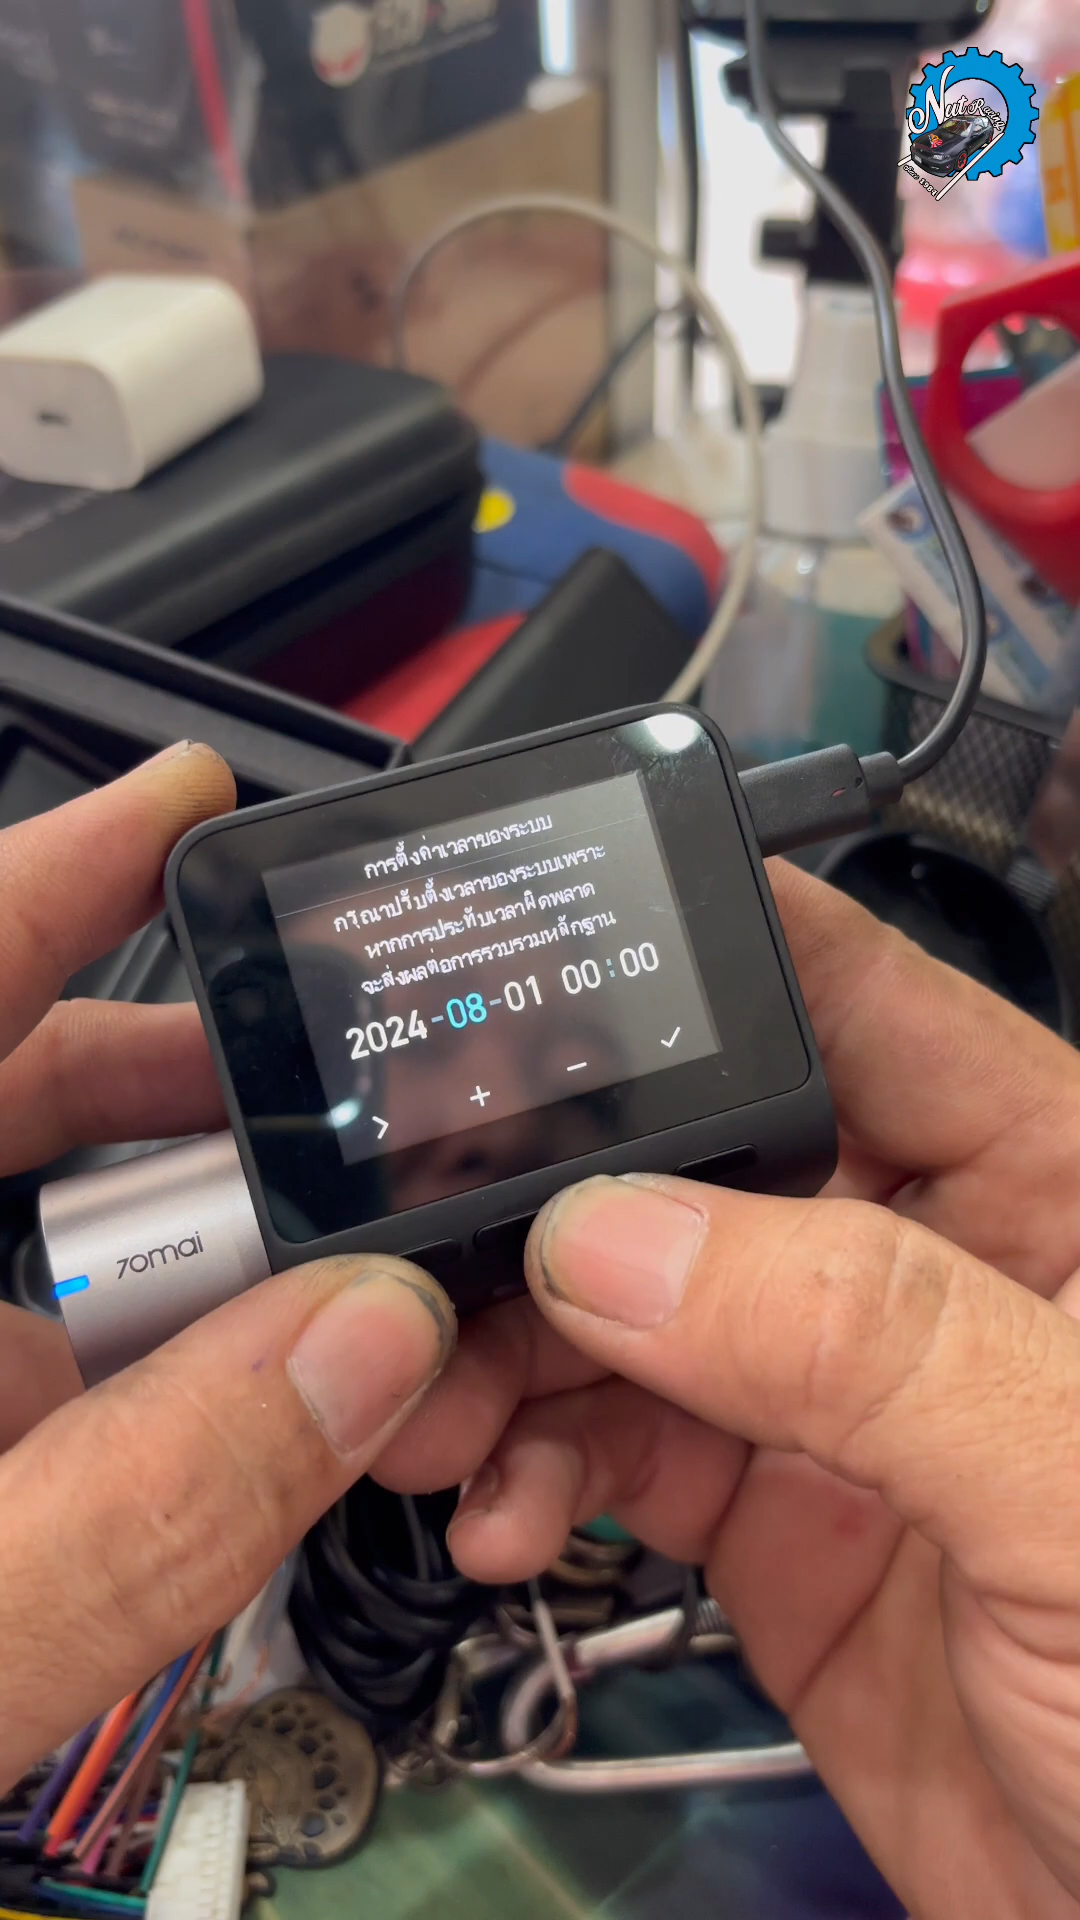 Nut Racing
Since 1984
การตั้งค่าเวลาของระบบ
กรุณาปรับตั้งเวลาของระบบเพราะ
หากการประทับเวลาผิดพลาด
จะส่งผลต่อการรวบรวมหลักฐาน
2024-08-01 00:00
70mai